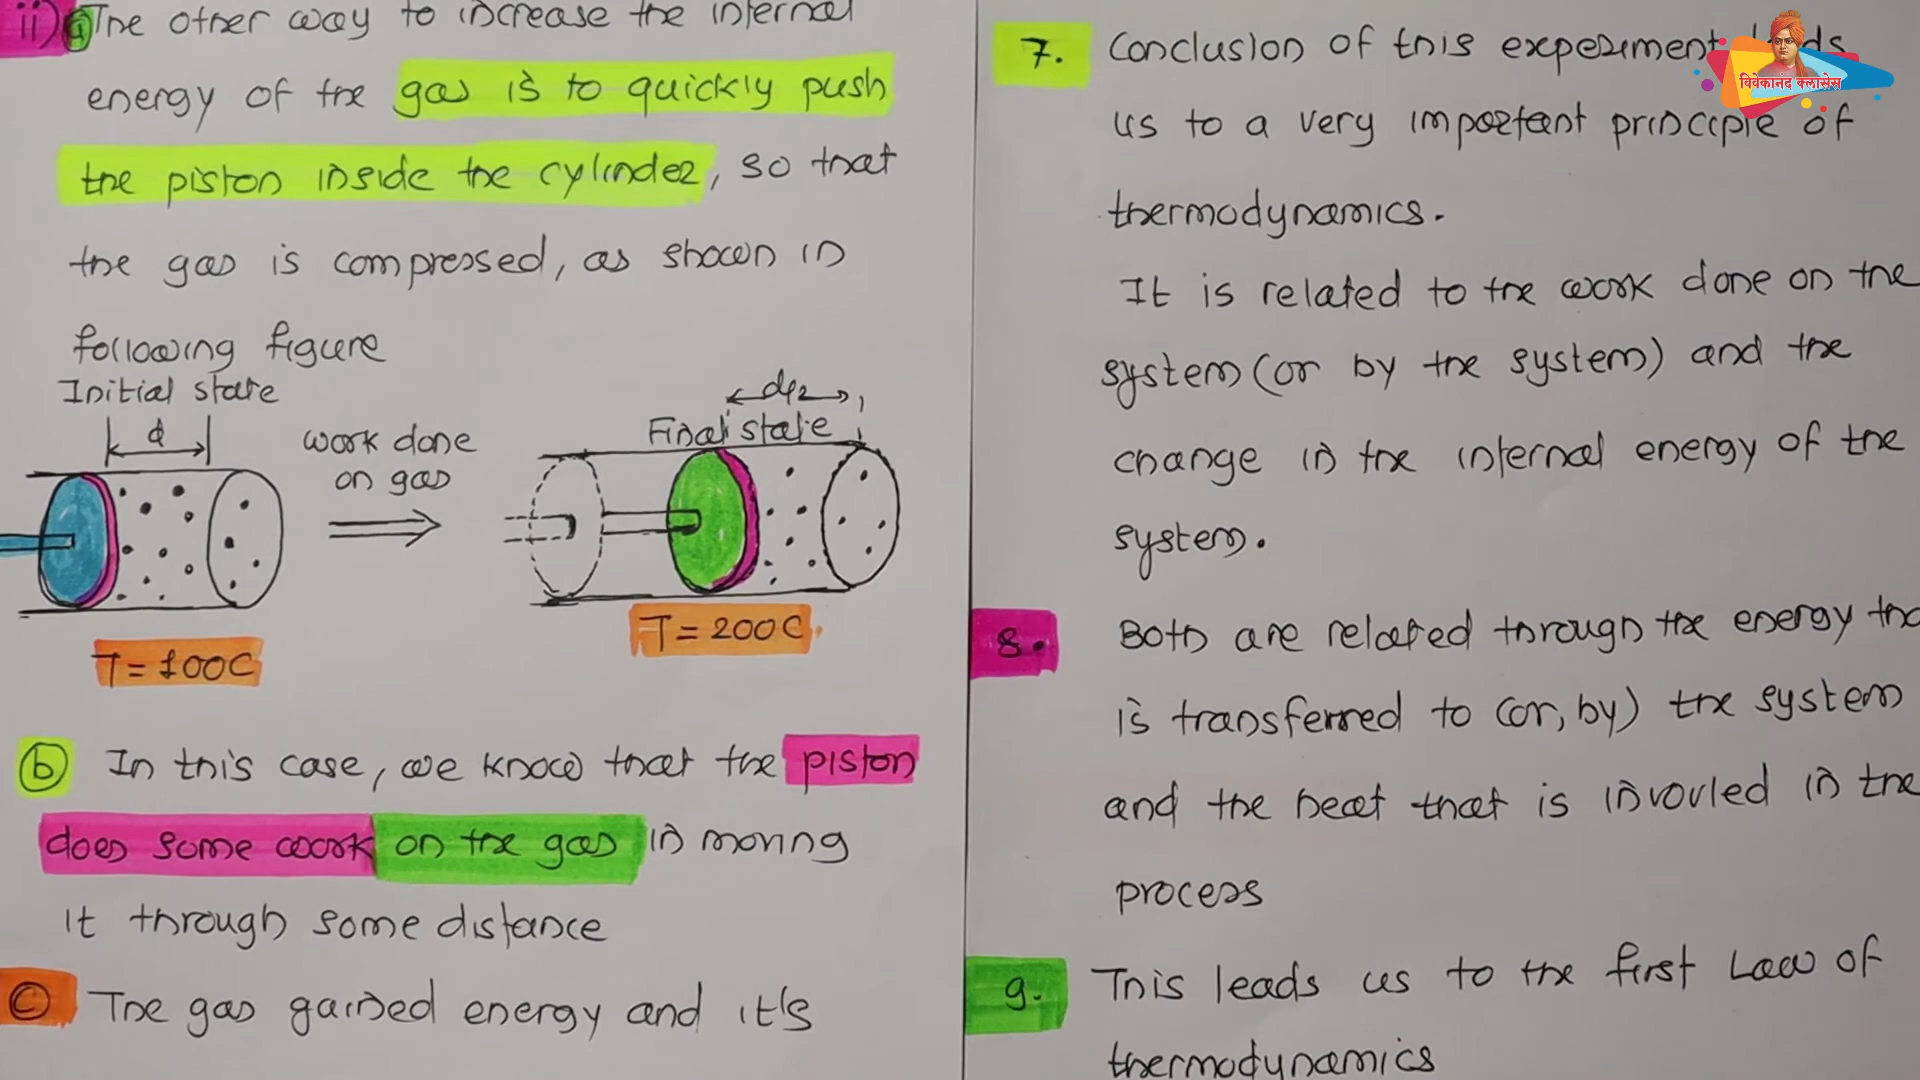 ii) a The other way to increase the internal
energy of the gas is to quickly push
the piston inside the cylinder, so that
the gas is compressed, as shown in
following figure
Initial state
d
work done
on gas
Final state
d/2
T = 100C
T = 200C.
b In this case, we know that the piston
does some work on the gas in moving
it through some distance
c The gas gained energy and it's
7. Conclusion of this experiment
us to a very important principle of
thermodynamics.
It is related to the work done on the
system (or by the system) and the
change in the internal energy of the
system.
8. Both are related through the energy tha
is transferred to (or, by) the system
and the heat that is invovled in the
process
9. This leads us to the first Law of
thermodynamics
विवेकानंद क्लासेस